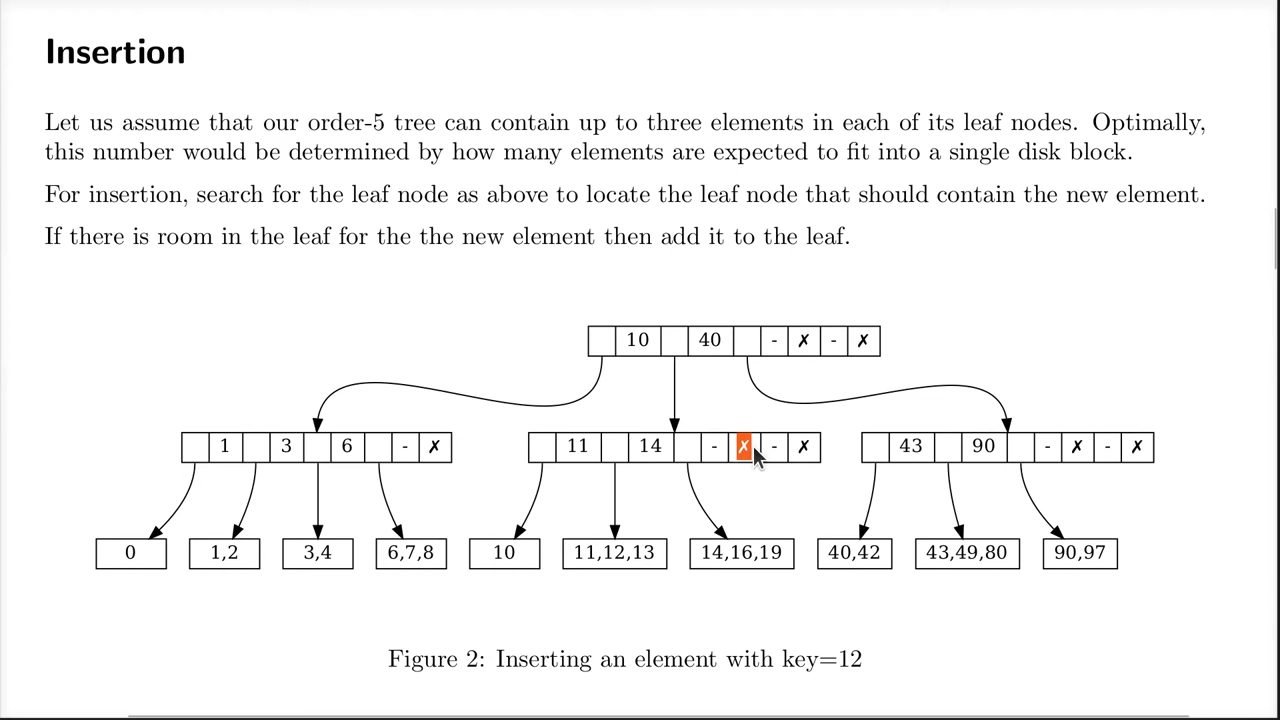 Insertion
Let us assume that our order-5 tree can contain up to three elements in each of its leaf nodes. Optimally,
this number would be determined by how many elements are expected to fit into a single disk block.
For insertion, search for the leaf node as above to locate the leaf node that should contain the new element.
If there is room in the leaf for the the new element then add it to the leaf.
10 40 - ✗ - ✗
1 3 6 - ✗ 11 14 - ✗ - ✗ 43 90 - ✗ - ✗
0 1,2 3,4 6,7,8 10 11,12,13 14,16,19 40,42 43,49,80 90,97
Figure 2: Inserting an element with key=12